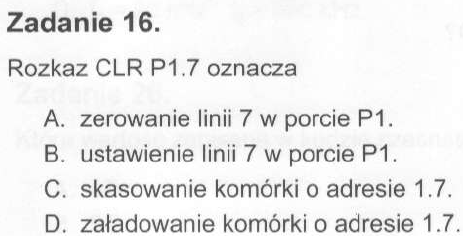 Zadanie 16.
Rozkaz CLR P1.7 oznacza
A. zerowanie linii 7 w porcie P1.
B. ustawienie linii 7 w porcie P1.
C. skasowanie komórki o adresie 1.7.
D. załadowanie komórki o adresie 1.7.